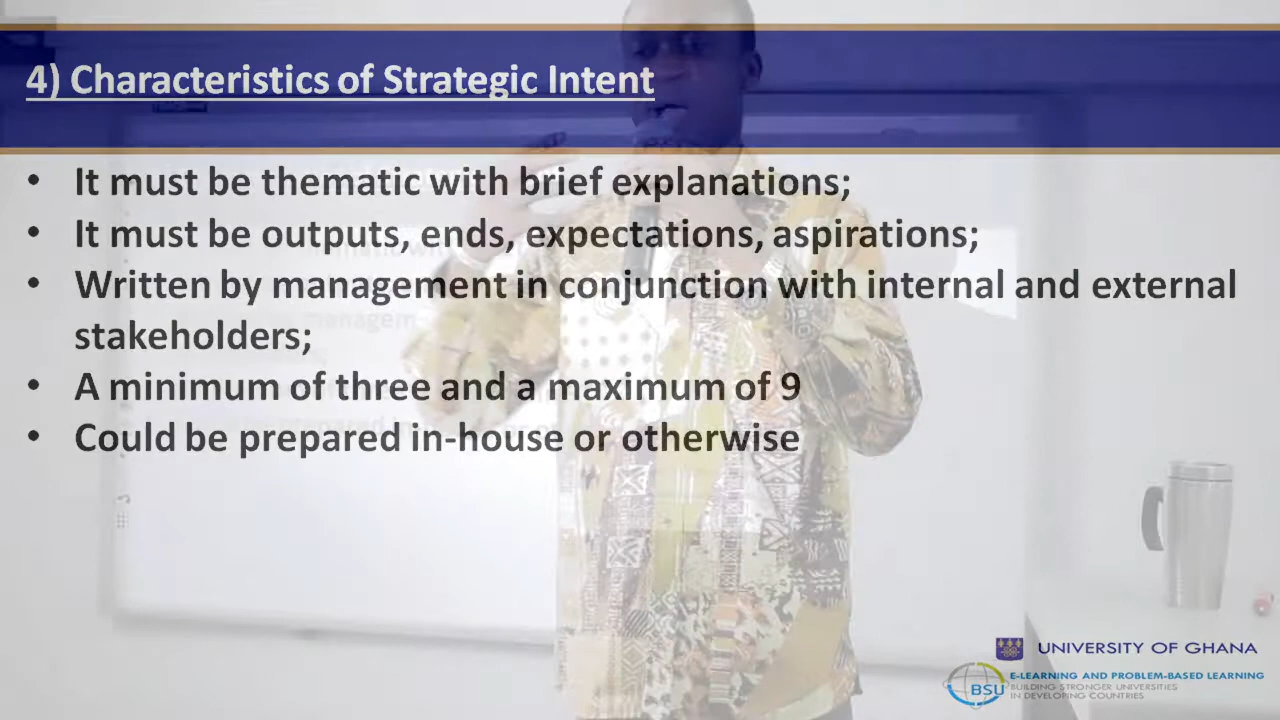 4) Characteristics of Strategic Intent
• It must be thematic with brief explanations;
• It must be outputs, ends, expectations, aspirations;
• Written by management in conjunction with internal and external
stakeholders;
• A minimum of three and a maximum of 9
• Could be prepared in-house or otherwise
UNIVERSITY OF GHANA
BSU
E-LEARNING AND PROBLEM-BASED LEARNING
BUILDING STRONGER UNIVERSITIES
IN DEVELOPING COUNTRIES